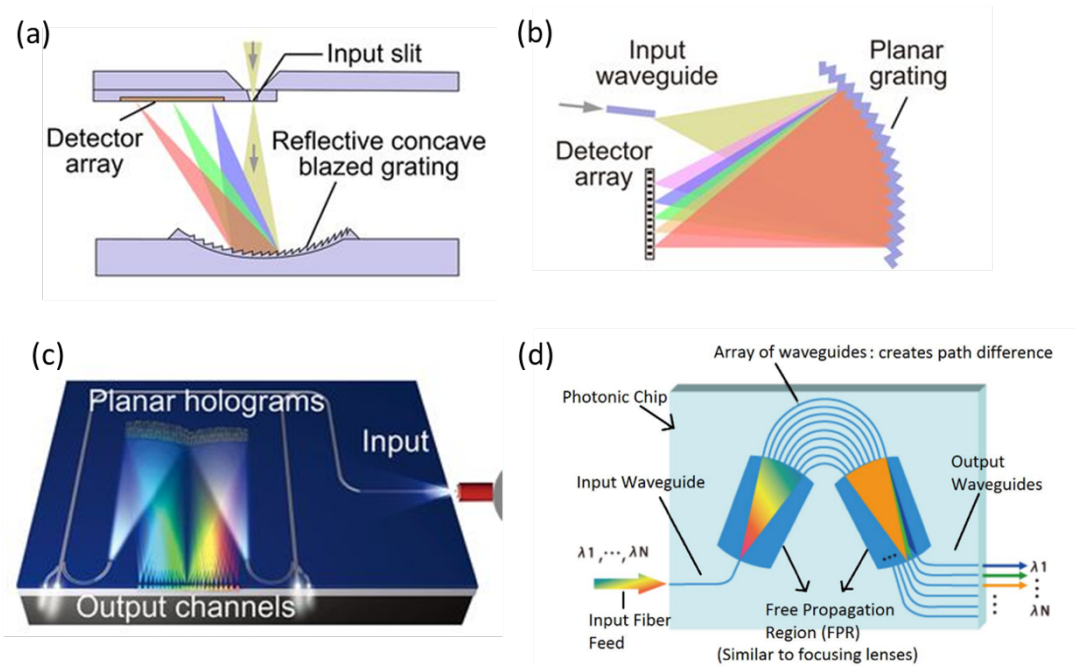 (a)
Input slit
Detector
array
Reflective concave
blazed grating
(b)
Input
waveguide
Planar
grating
Detector
array
(c)
Planar holograms
Input
Output channels
(d)
Array of waveguides : creates path difference
Photonic Chip
Input Waveguide
Output
Waveguides
λ1 ,···, λN
Input Fiber
Feed
Free Propagation
Region (FPR)
(Similar to focusing lenses)
...
λ1
⋮
⋮
λN